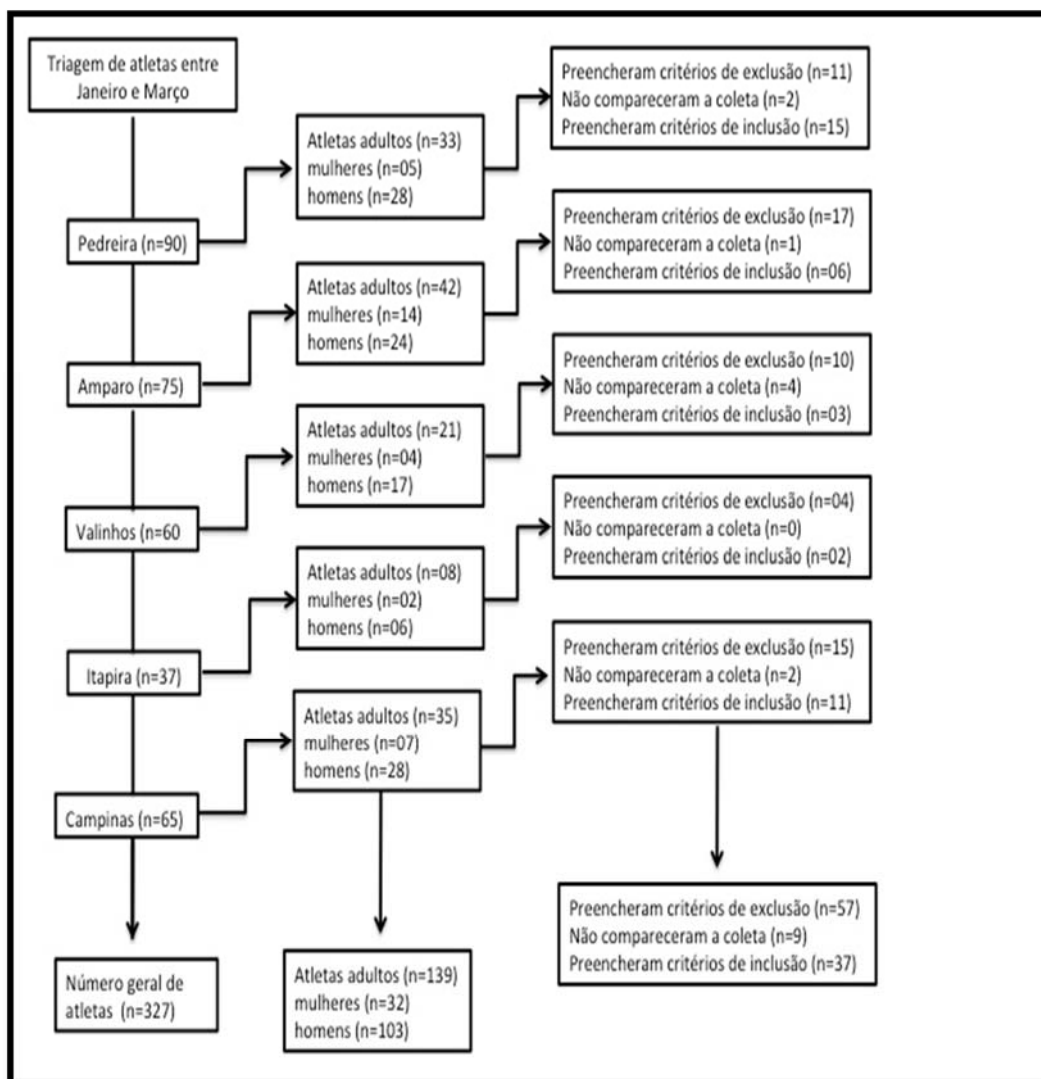 Triagem de atletas entre
Janeiro e Março
Pedreira (n=90)
Atletas adultos (n=33)
mulheres (n=05)
homens (n=28)
Preencheram critérios de exclusão (n=11)
Não compareceram a coleta (n=2)
Preencheram critérios de inclusão (n=15)
Amparo (n=75)
Atletas adultos (n=42)
mulheres (n=14)
homens (n=24)
Preencheram critérios de exclusão (n=17)
Não compareceram a coleta (n=1)
Preencheram critérios de inclusão (n=06)
Valinhos (n=60
Atletas adultos (n=21)
mulheres (n=04)
homens (n=17)
Preencheram critérios de exclusão (n=10)
Não compareceram a coleta (n=4)
Preencheram critérios de inclusão (n=03)
Itapira (n=37)
Atletas adultos (n=08)
mulheres (n=02)
homens (n=06)
Preencheram critérios de exclusão (n=04)
Não compareceram a coleta (n=0)
Preencheram critérios de inclusão (n=02)
Campinas (n=65)
Atletas adultos (n=35)
mulheres (n=07)
homens (n=28)
Preencheram critérios de exclusão (n=15)
Não compareceram a coleta (n=2)
Preencheram critérios de inclusão (n=11)
Número geral de
atletas (n=327)
Atletas adultos (n=139)
mulheres (n=32)
homens (n=103)
Preencheram critérios de exclusão (n=57)
Não compareceram a coleta (n=9)
Preencheram critérios de inclusão (n=37)